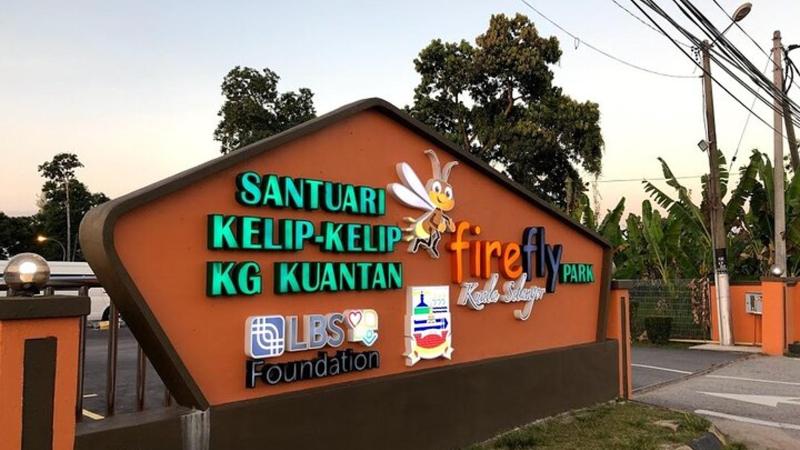 SANTUARI
KELIP-KELIP
KG KUANTAN
firefly PARK
Kuala Selangor
LBS
Foundation